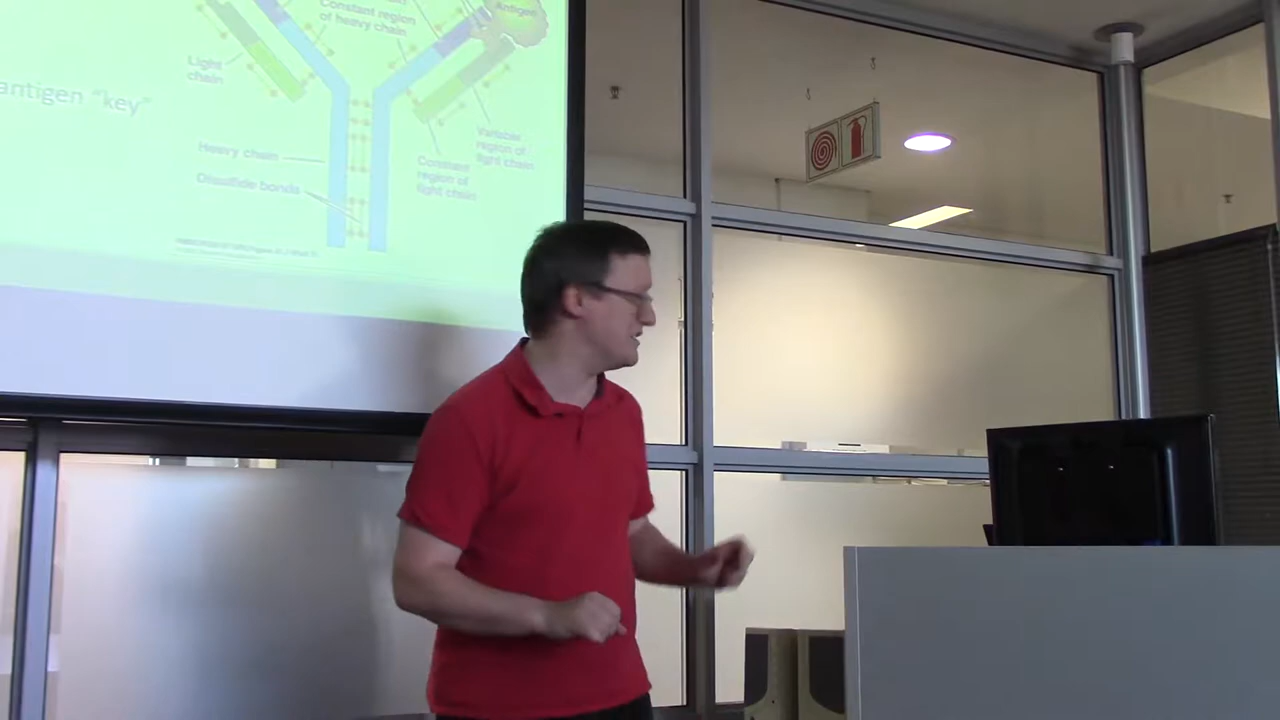 Constant region
of heavy chain
Antigen
Light
chain
antigen "key"
Variable
region of
light chain
Heavy chain
Constant
region of
light chain
Disulfide bonds